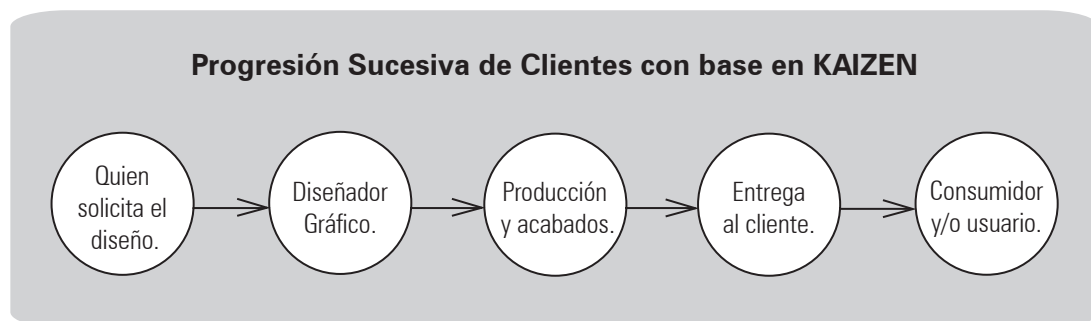 Progresión Sucesiva de Clientes con base en KAIZEN
Quien
solicita el
diseño.
Diseñador
Gráfico.
Producción
y acabados.
Entrega
al cliente.
Consumidor
y/o usuario.